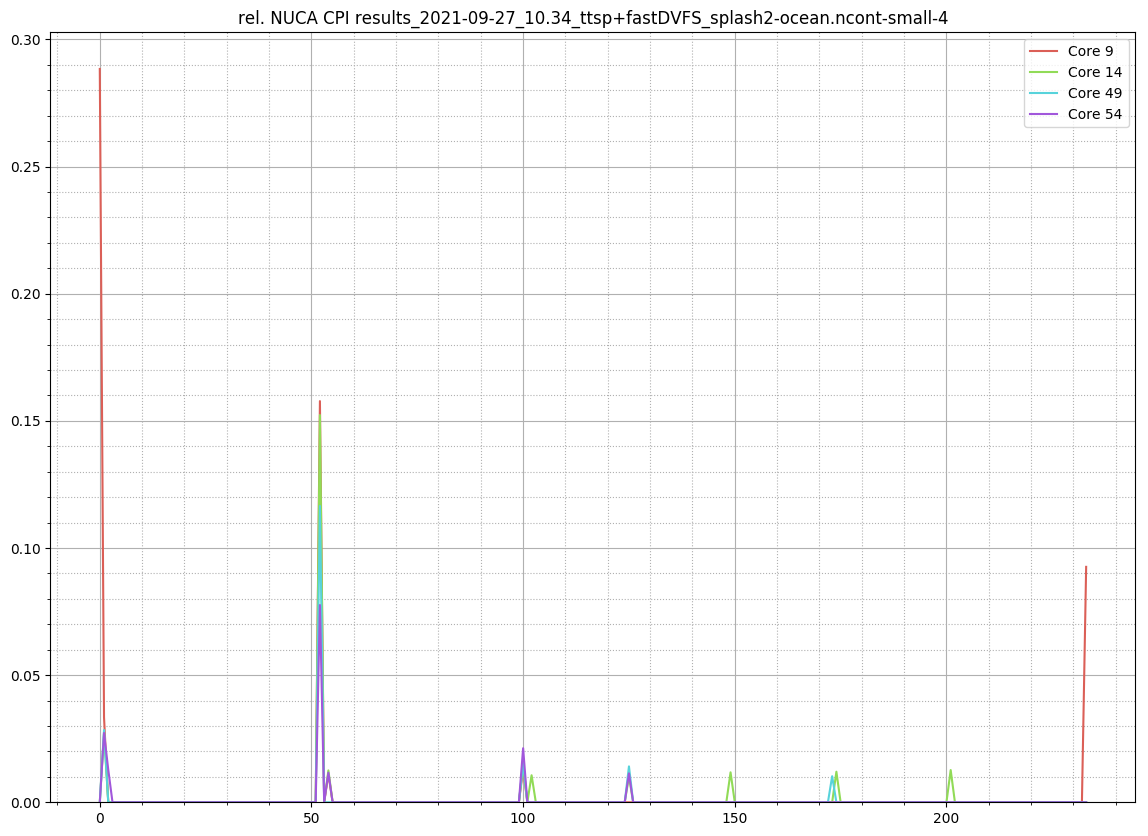 rel. NUCA CPI results_2021-09-27_10.34_ttsp+fastDVFS_splash2-ocean.ncont-small-4
0.30
0.25
0.20
0.15
0.10
0.05
0.00
0 50 100 150 200
Core 9
Core 14
Core 49
Core 54